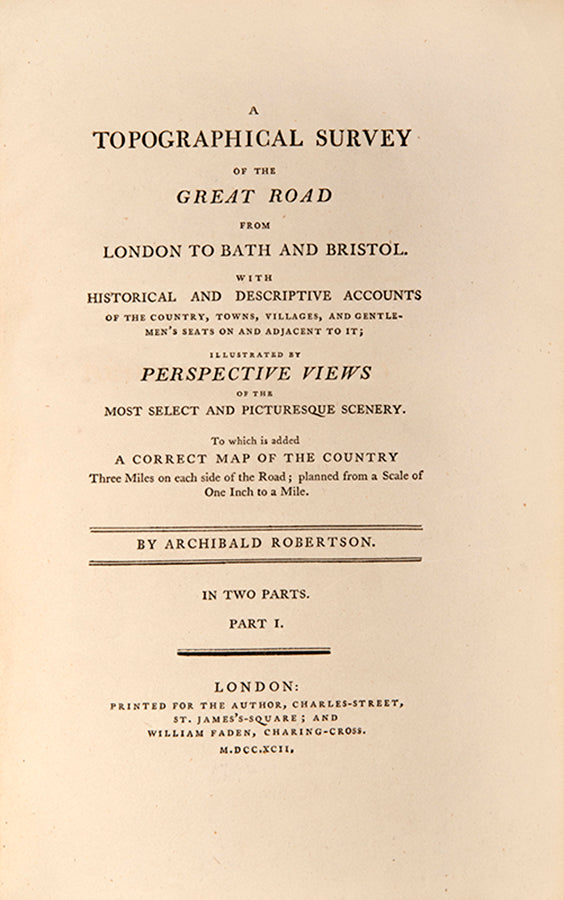 A
TOPOGRAPHICAL SURVEY
OF THE
GREAT ROAD
FROM
LONDON TO BATH AND BRISTOL.
WITH
HISTORICAL AND DESCRIPTIVE ACCOUNTS
OF THE COUNTRY, TOWNS, VILLAGES, AND GENTLE-
MEN'S SEATS ON AND ADJACENT TO IT;
ILLUSTRATED BY
PERSPECTIVE VIEWS
OF THE
MOST SELECT AND PICTURESQUE SCENERY.
To which is added
A CORRECT MAP OF THE COUNTRY
Three Miles on each side of the Road; planned from a Scale of
One Inch to a Mile.
BY ARCHIBALD ROBERTSON.
IN TWO PARTS.
PART I.
LONDON:
PRINTED FOR THE AUTHOR, CHARLES-STREET,
ST. JAMES'S-SQUARE; AND
WILLIAM FADEN, CHARING-CROSS.
M.DCC.XCII,